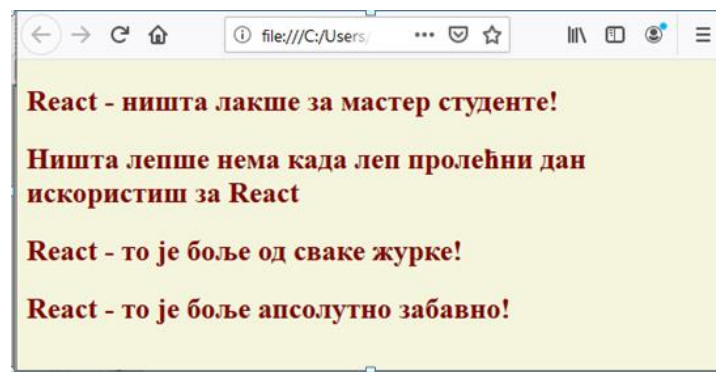 file:///C:/Users/
React - ништа лакше за мастер студенте!
Ништа лепше нема када леп пролећни дан
искористиш за React
React - то је боље од сваке журке!
React - то је боље апсолутно забавно!